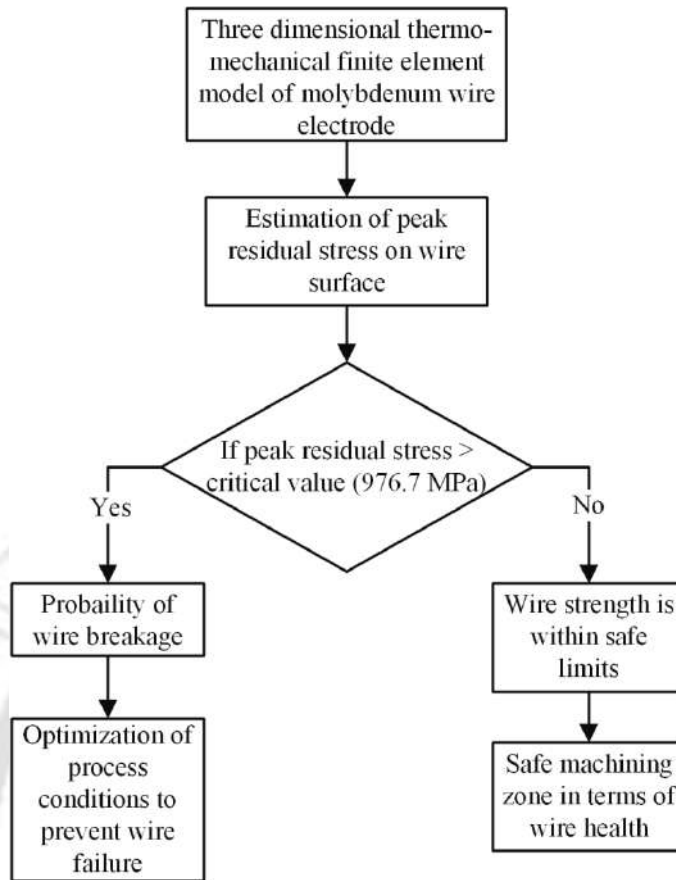 Three dimensional thermo-
mechanical finite element
model of molybdenum wire
electrode
Estimation of peak
residual stress on wire
surface
If peak residual stress >
critical value (976.7 MPa)
Yes
No
Probaility of
wire breakage
Wire strength is
within safe
limits
Optimization of
process
conditions to
prevent wire
failure
Safe machining
zone in terms of
wire health